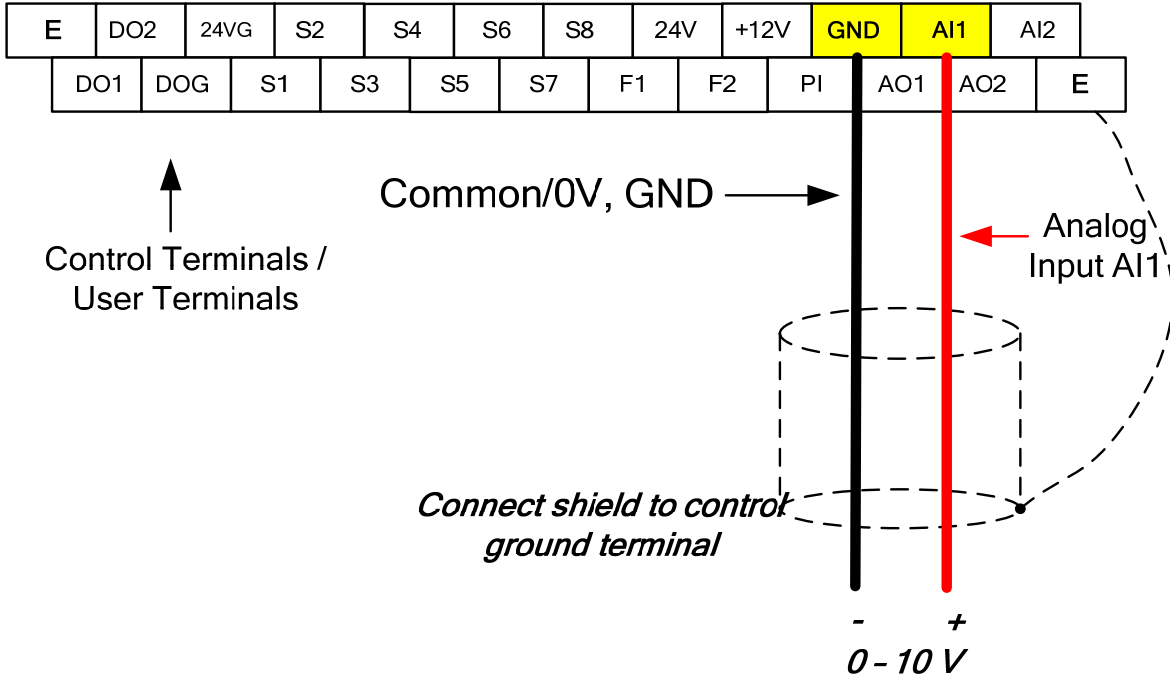 E DO2 24VG S2 S4 S6 S8 24V +12V GND AI1 AI2
DO1 DOG S1 S3 S5 S7 F1 F2 PI AO1 AO2 E
Common/0V, GND
Analog
Input AI1
Control Terminals /
User Terminals
Connect shield to control
ground terminal
- +
0 - 10 V